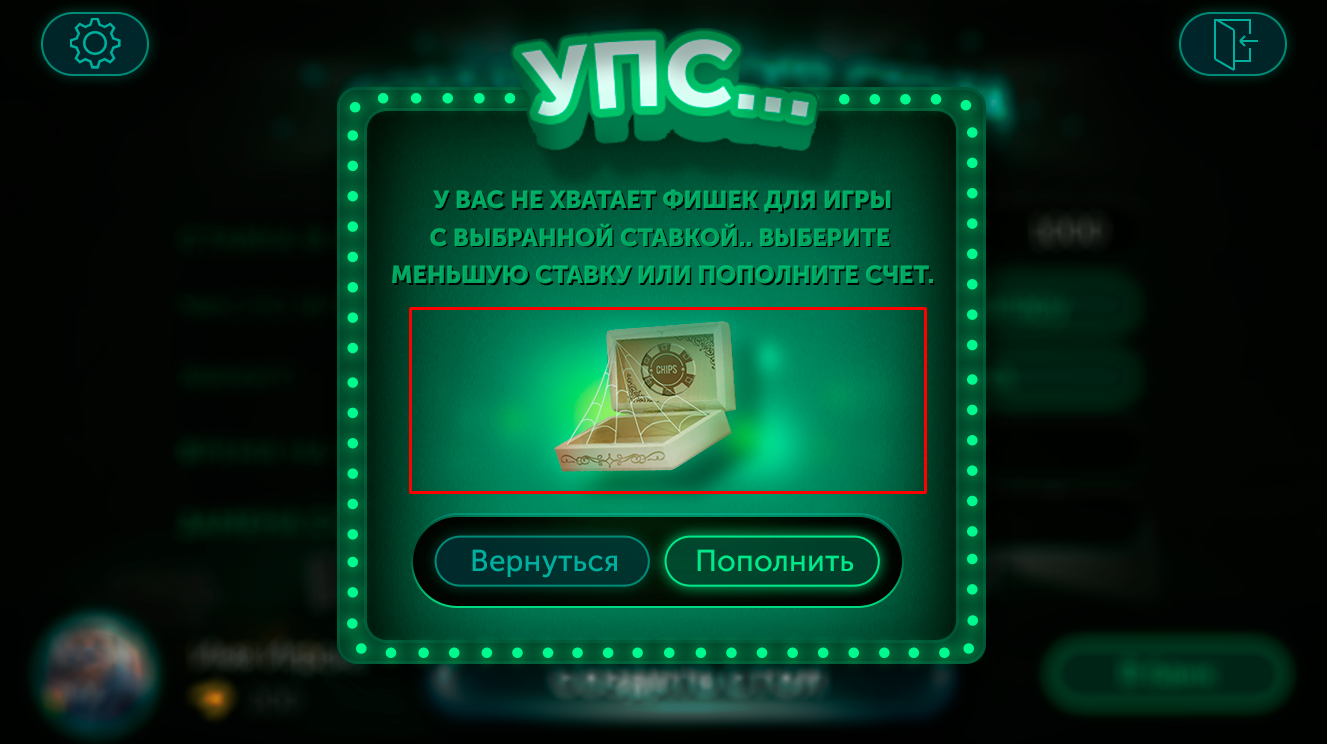 УПС...
У ВАС НЕ ХВАТАЕТ ФИШЕК ДЛЯ ИГРЫ
С ВЫБРАННОЙ СТАВКОЙ.. ВЫБЕРИТЕ
МЕНЬШУЮ СТАВКУ ИЛИ ПОПОЛНИТЕ СЧЕТ.
CHIPS
Вернуться
Пополнить